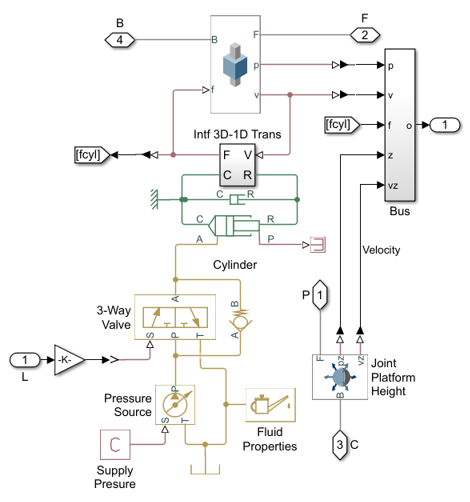 B
4
F
2
B
F
p
v
f
p
v
f
o
z
vz
1
Bus
[fcyl]
[fcyl]
Intf 3D-1D Trans
F V
C R
C R
C R
A P
Cylinder
Velocity
A
B
A
3-Way
Valve
S P T
1
L
-K-
P
1
F pz vz
B
Joint
Platform
Height
3
C
Pressure
Source
P
S T
C
Supply
Presure
Fluid
Properties